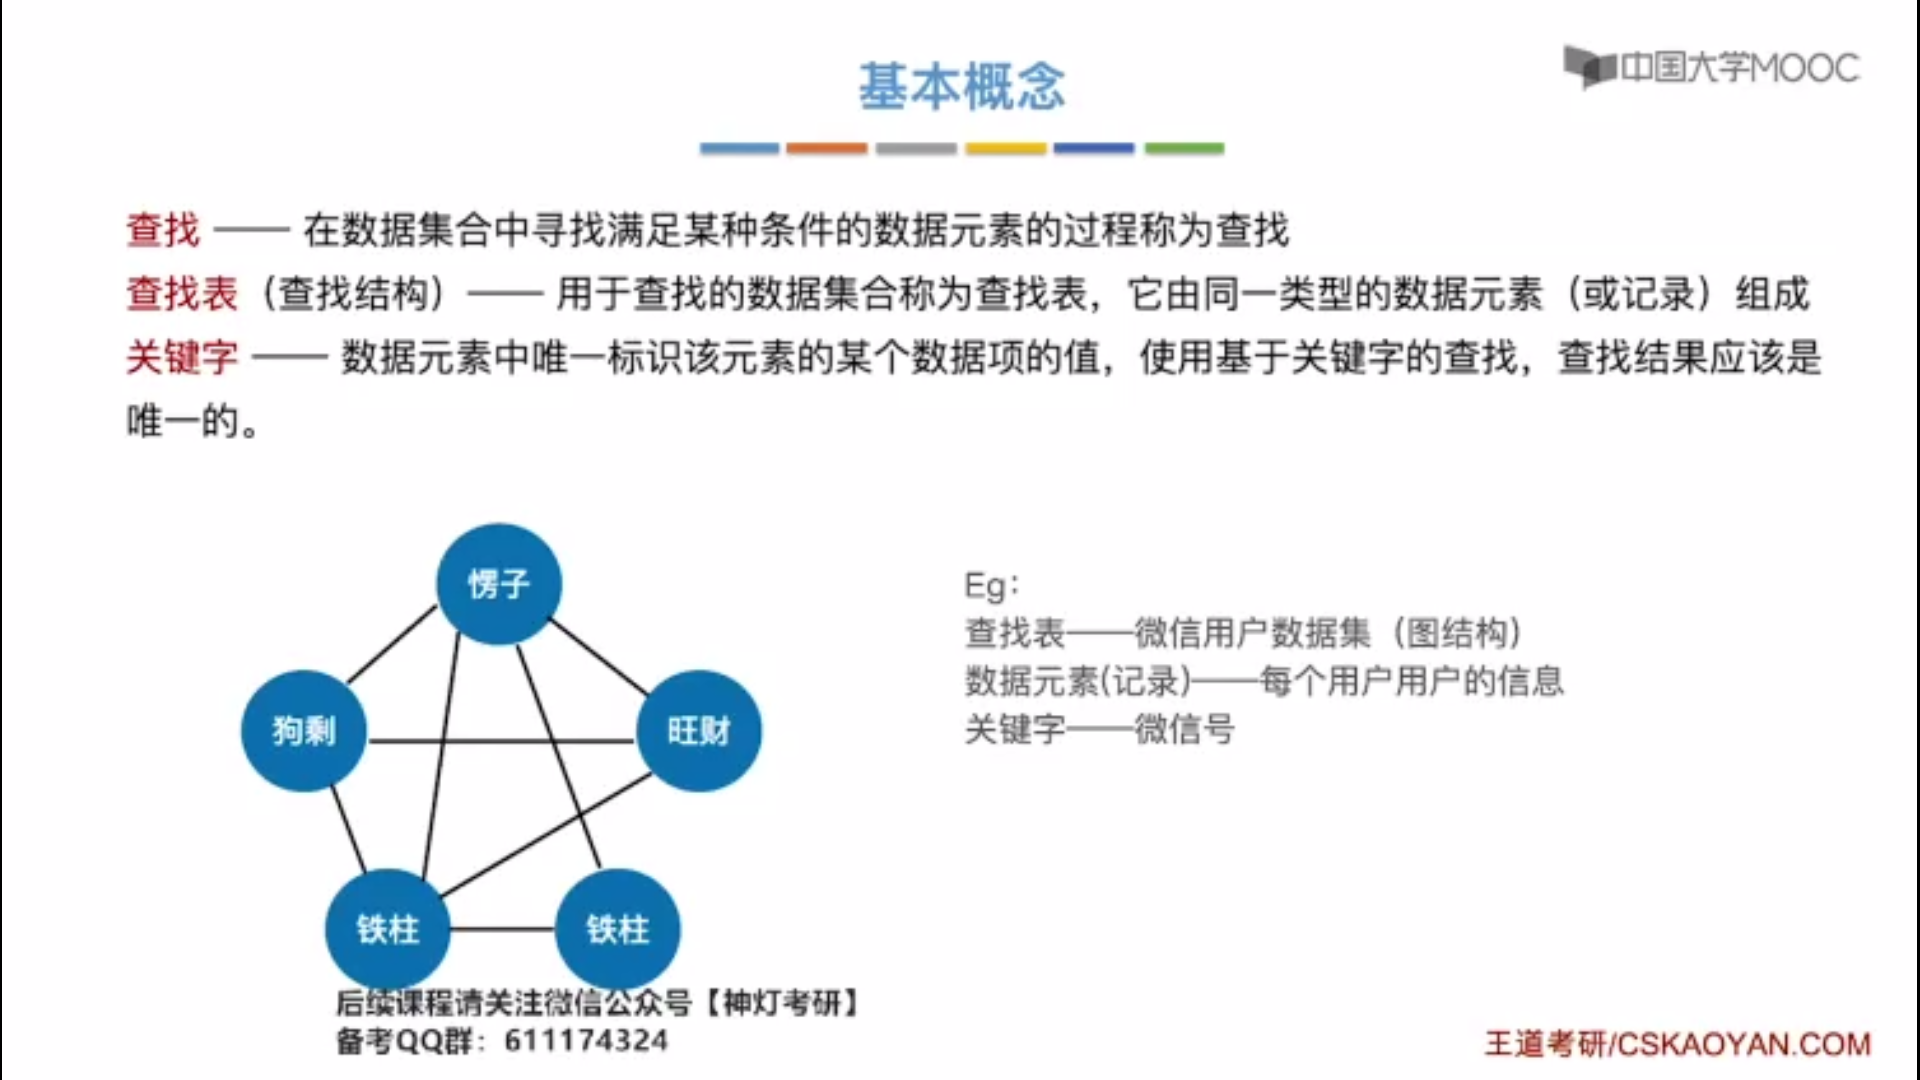 基本概念
中国大学MOOC
查找 —— 在数据集合中寻找满足某种条件的数据元素的过程称为查找
查找表（查找结构）—— 用于查找的数据集合称为查找表，它由同一类型的数据元素（或记录）组成
关键字 —— 数据元素中唯一标识该元素的某个数据项的值，使用基于关键字的查找，查找结果应该是
唯一的。
愣子
狗剩
旺财
铁柱
铁柱
Eg：
查找表——微信用户数据集（图结构）
数据元素(记录)——每个用户用户的信息
关键字——微信号
后续课程请关注微信公众号【神灯考研】
备考QQ群：611174324
王道考研/CSKAOYAN.COM